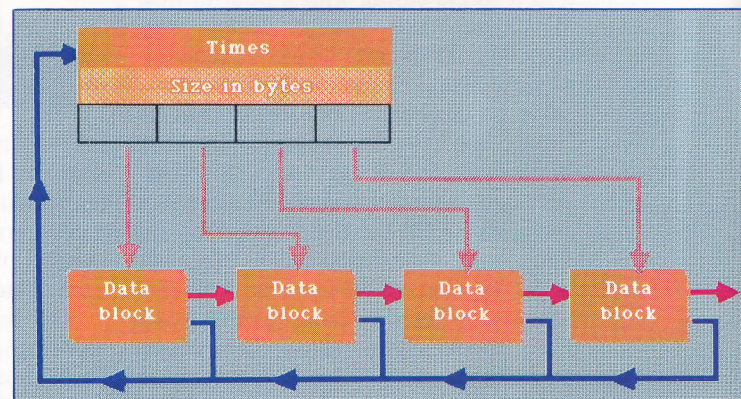 Times
Size in bytes
Data
block
Data
block
Data
block
Data
block